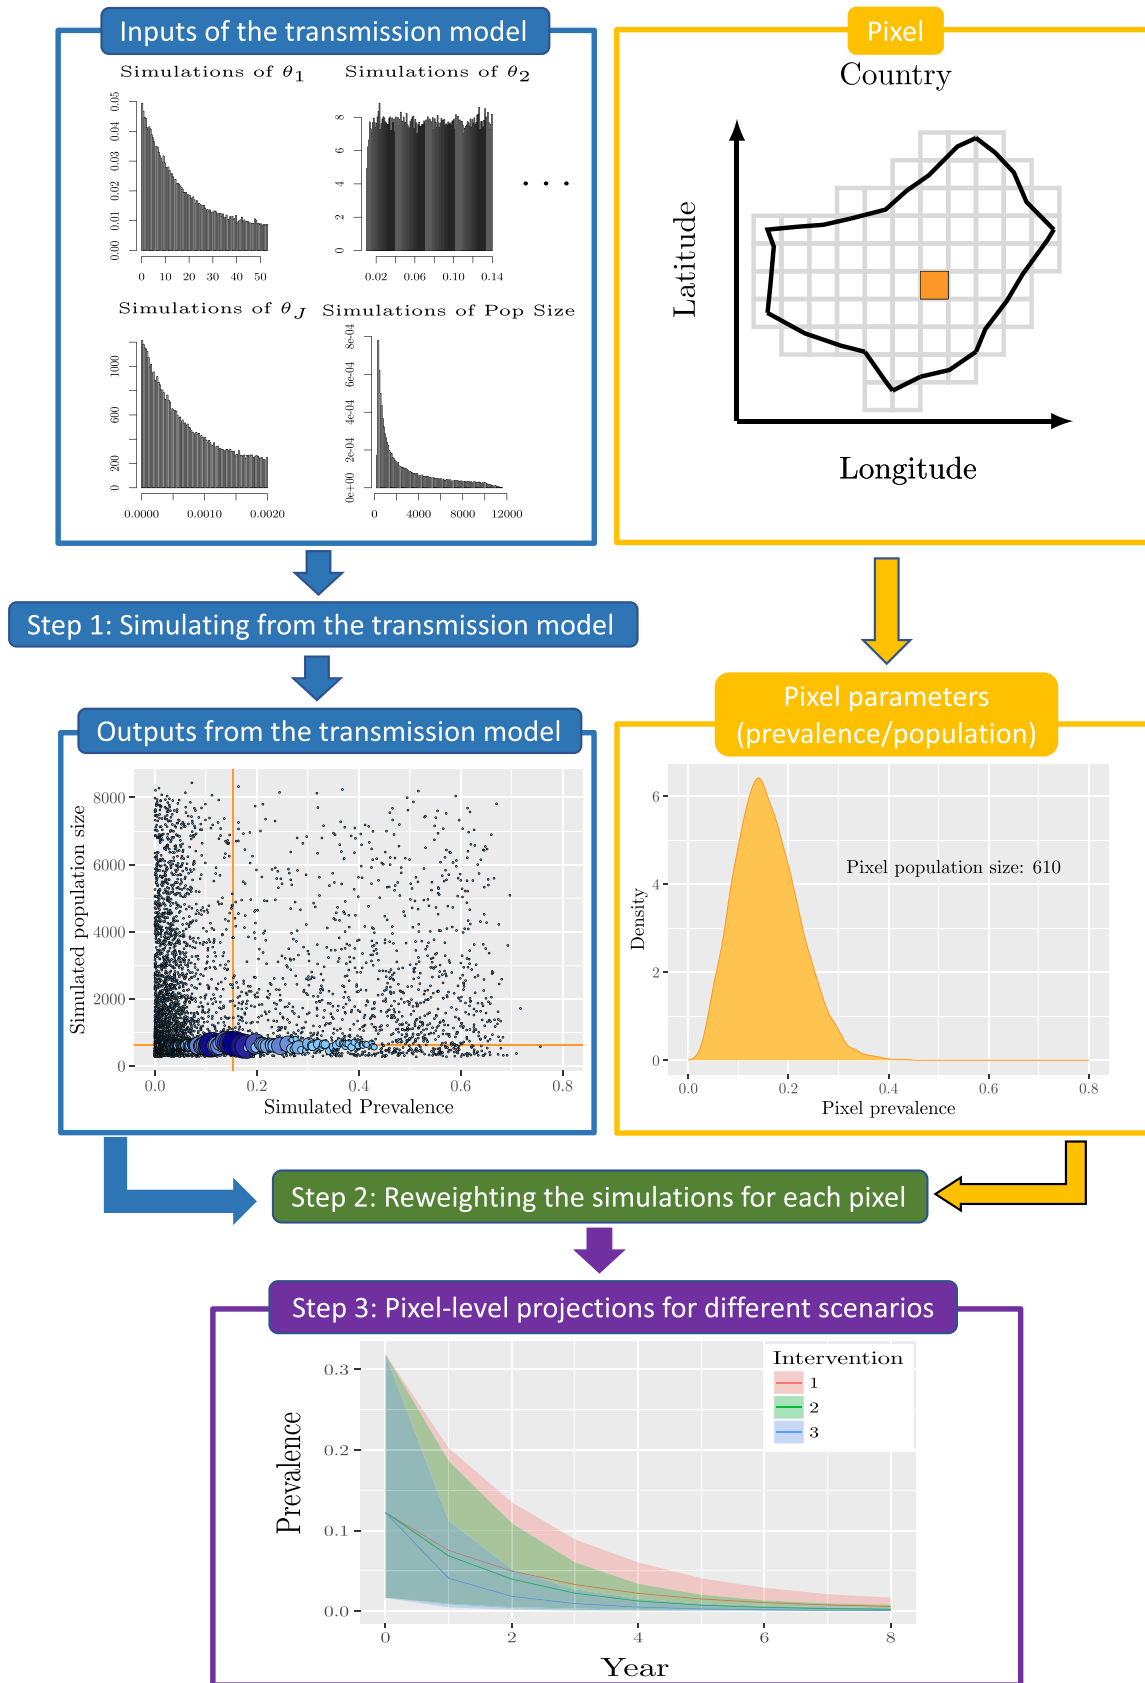 Inputs of the transmission model
Simulations of θ1
0.00 0.01 0.02 0.03 0.04 0.05
0 10 20 30 40 50
Simulations of θ2
0 2 4 6 8
0.02 0.06 0.10 0.14
. . .
Simulations of θJ
0 200 600 1000
0.0000 0.0010 0.0020
Simulations of Pop Size
0e+00 2e-04 4e-04 6e-04 8e-04
0 4000 8000 12000
Pixel
Country
Latitude
Longitude
Step 1: Simulating from the transmission model
Outputs from the transmission model
Simulated population size
8000
6000
4000
2000
0
0.0 0.2 0.4 0.6 0.8
Simulated Prevalence
Pixel parameters
(prevalence/population)
Density
6
4
2
0
Pixel population size: 610
0.0 0.2 0.4 0.6 0.8
Pixel prevalence
Step 2: Reweighting the simulations for each pixel
Step 3: Pixel-level projections for different scenarios
Prevalence
0.3
0.2
0.1
0.0
Intervention
1
2
3
0 2 4 6 8
Year